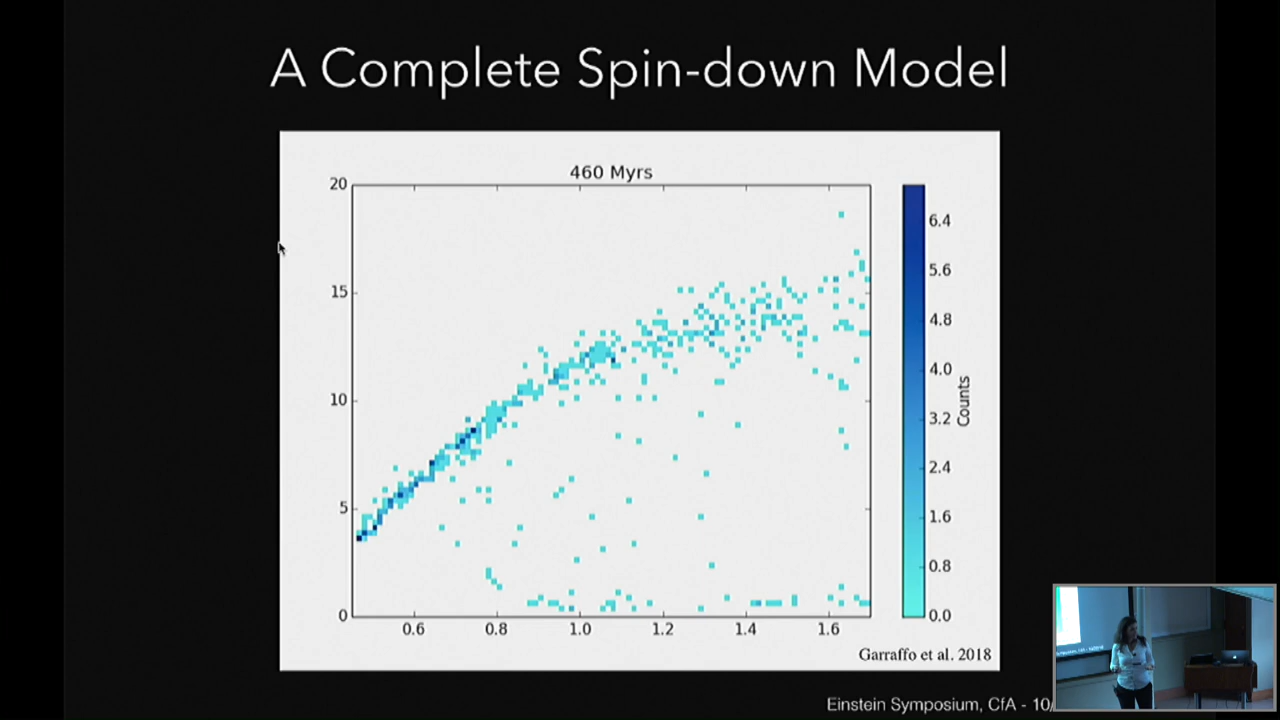 A Complete Spin-down Model
460 Myrs
20
15
10
5
0
0.6 0.8 1.0 1.2 1.4 1.6
6.4
5.6
4.8
4.0
3.2
2.4
1.6
0.8
0.0
Counts
Garraffo et al. 2018
Einstein Symposium, CfA - 10/